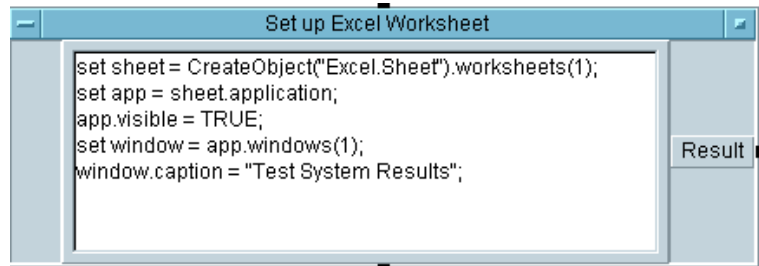 Set up Excel Worksheet
set sheet = CreateObject("Excel.Sheet").worksheets(1);
set app = sheet.application;
app.visible = TRUE;
set window = app.windows(1);
window.caption = "Test System Results";
Result